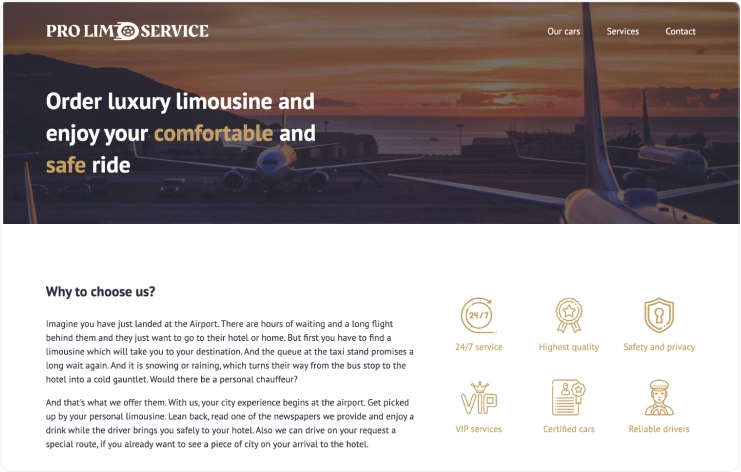 PRO LIMO SERVICE
Our cars
Services
Contact
Order luxury limousine and
enjoy your comfortable and
safe ride
Why to choose us?
Imagine you have just landed at the Airport. There are hours of waiting and a long flight
behind them and they just want to go to their hotel or home. But first you have to find a
limousine which will take you to your destination. And the queue at the taxi stand promises a
long wait again. And it is snowing or raining, which turns their way from the bus stop to the
hotel into a cold gauntlet. Would there be a personal chauffeur?
And that's what we offer them. With us, your city experience begins at the airport. Get picked
up by your personal limousine. Lean back, read one of the newspapers we provide and enjoy a
drink while the driver brings you safely to your hotel. Also we can drive on your request a
special route, if you already want to see a piece of city on your arrival to the hotel.
24/7
24/7 service
Highest quality
Safety and privacy
VIP
VIP services
Certified cars
Reliable drivers